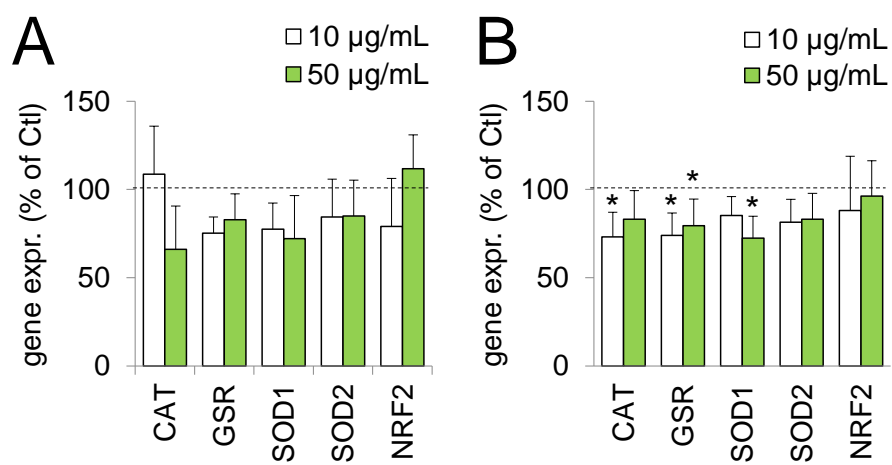 A
10 µg/mL
50 µg/mL
gene expr. (% of Ctl)
150
100
50
0
CAT
GSR
SOD1
SOD2
NRF2
B
10 µg/mL
50 µg/mL
gene expr. (% of Ctl)
150
100
50
0
*
*
*
*
CAT
GSR
SOD1
SOD2
NRF2